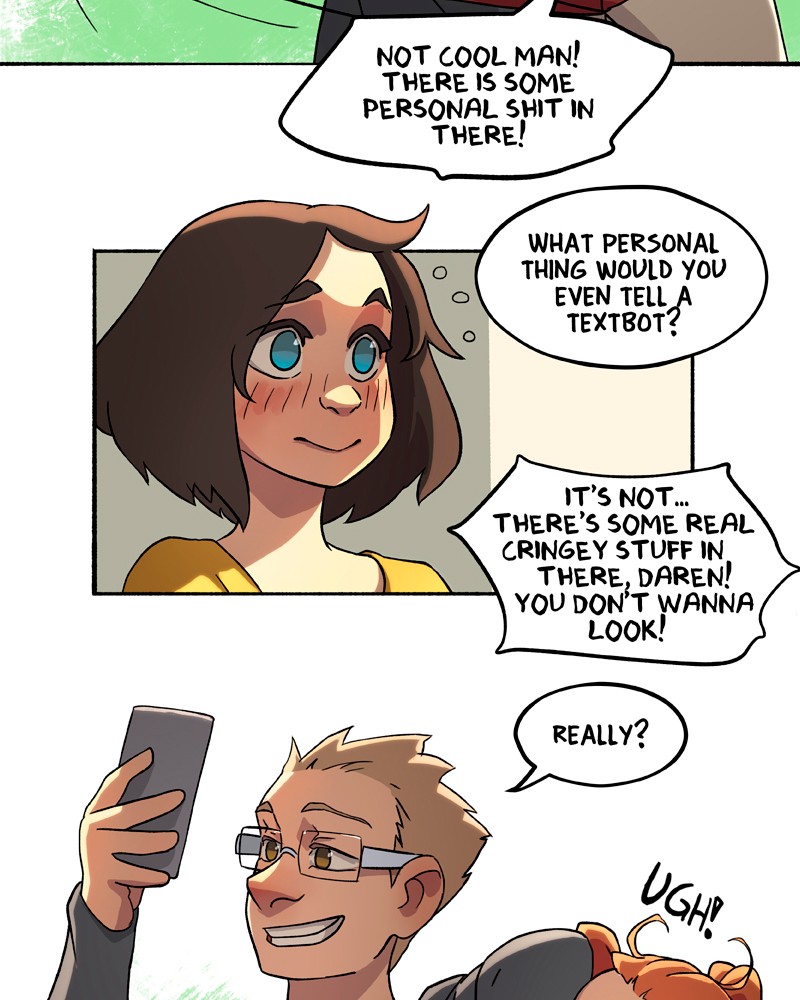 NOT COOL MAN!
THERE IS SOME
PERSONAL SHIT IN
THERE!
WHAT PERSONAL
THING WOULD YOU
EVEN TELL A
TEXTBOT?
IT'S NOT...
THERE'S SOME REAL
CRINGEY STUFF IN
THERE, DAREN!
YOU DON'T WANNA
LOOK!
REALLY?
UGH!